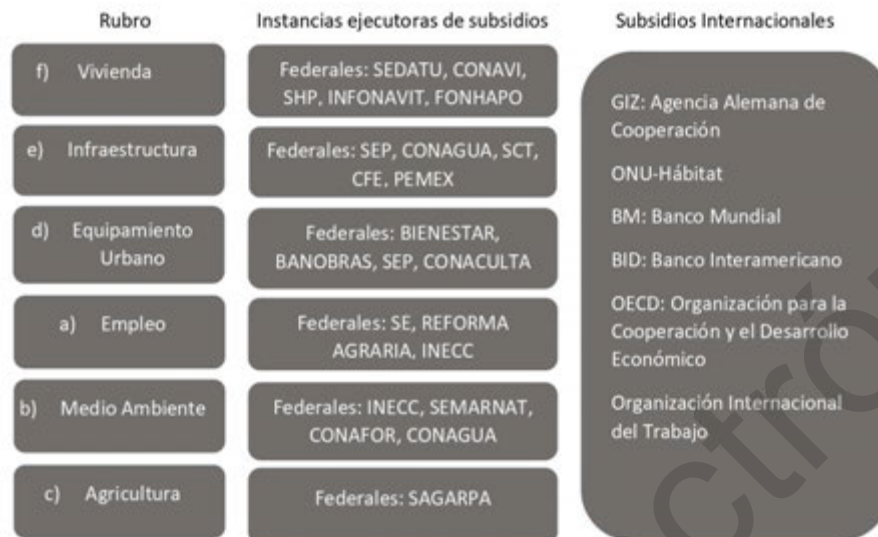 Rubro
Instancias ejecutoras de subsidios
Subsidios Internacionales
f) Vivienda
Federales: SEDATU, CONAVI,
SHP, INFONAVIT, FONHAPO
e) Infraestructura
Federales: SEP, CONAGUA, SCT,
CFE, PEMEX
d) Equipamiento
Urbano
Federales: BIENESTAR,
BANOBRAS, SEP, CONACULTA
a) Empleo
Federales: SE, REFORMA
AGRARIA, INECC
b) Medio Ambiente
Federales: INECC, SEMARNAT,
CONAFOR, CONAGUA
c) Agricultura
Federales: SAGARPA
GIZ: Agencia Alemana de
Cooperación
ONU-Hábitat
BM: Banco Mundial
BID: Banco Interamericano
OECD: Organización para la
Cooperación y el Desarrollo
Económico
Organización Internacional
del Trabajo